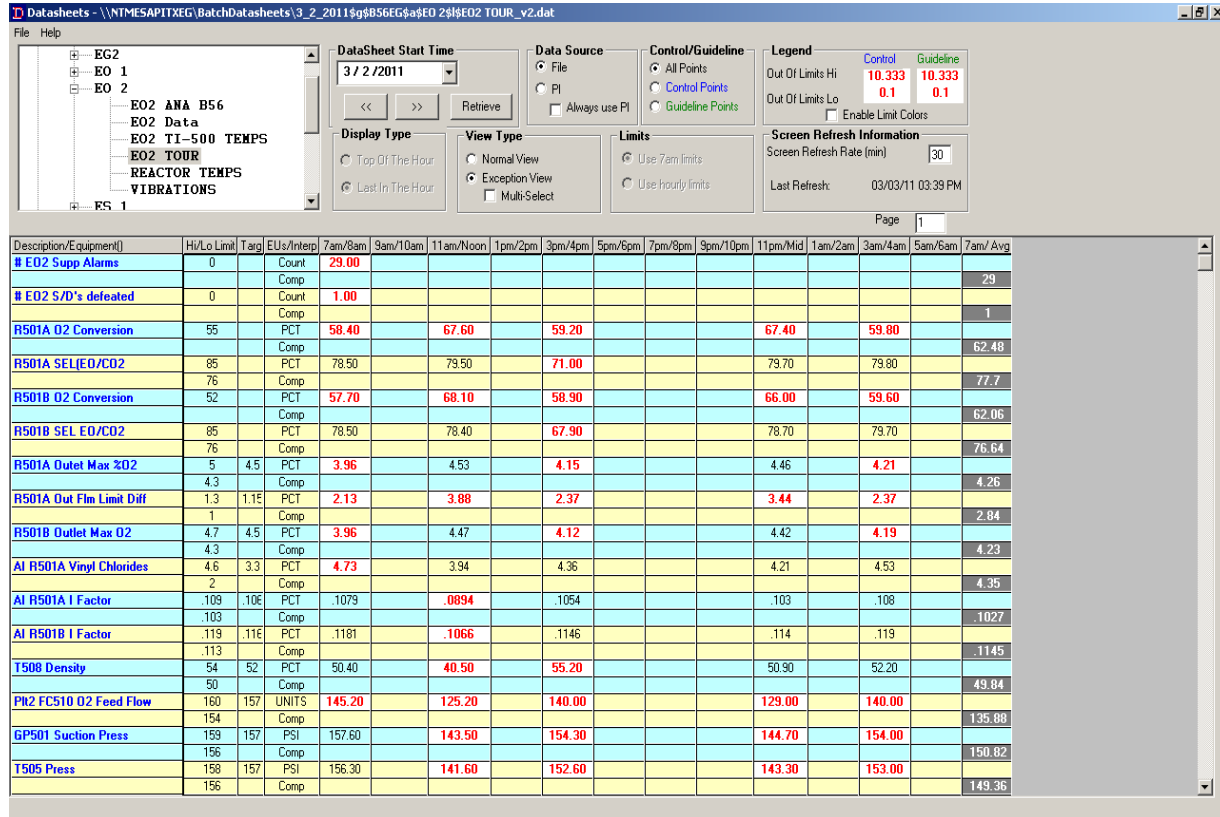 Datasheets - \\NTMESAPITXEG\BatchDatasheets\3_2_2011$g$B56EG$a$EO 2$l$EO2 TOUR_v2.dat
File Help
EG2
EO 1
EO 2
EO2 ANA B56
EO2 Data
EO2 TI-500 TEMPS
EO2 TOUR
REACTOR TEMPS
VIBRATIONS
ES 1
DataSheet Start Time
3 / 2 /2011
<< >> Retrieve
Data Source
File
PI
Always use PI
Control/Guideline
All Points
Control Points
Guideline Points
Legend
Control Guideline
Out Of Limits Hi 10.333 10.333
Out Of Limits Lo 0.1 0.1
Enable Limit Colors
Display Type
Top Of The Hour
Last In The Hour
View Type
Normal View
Exception View
Multi-Select
Limits
Use 7am limits
Use hourly limits
Screen Refresh Information
Screen Refresh Rate (min) 30
Last Refresh: 03/03/11 03:39 PM
Page 1
Description/Equipment() Hi/Lo Limit Targ EUs/Interp 7am/8am 9am/10am 11am/Noon 1pm/2pm 3pm/4pm 5pm/6pm 7pm/8pm 9pm/10pm 11pm/Mid 1am/2am 3am/4am 5am/6am 7am/ Avg
# EO2 Supp Alarms 0 Count 29.00
Comp 29
# EO2 S/D's defeated 0 Count 1.00
Comp 1
R501A O2 Conversion 55 PCT 58.40 67.60 59.20 67.40 59.80
Comp 62.48
R501A SEL(EO/CO2 85 PCT 78.50 79.50 71.00 79.70 79.80
76 Comp 77.7
R501B O2 Conversion 52 PCT 57.70 68.10 58.90 66.00 59.60
Comp 62.06
R501B SEL EO/CO2 85 PCT 78.50 78.40 67.90 78.70 79.70
76 Comp 76.64
R501A Outet Max %O2 5 4.5 PCT 3.96 4.53 4.15 4.46 4.21
4.3 Comp 4.26
R501A Out Flm Limit Diff 1.3 1.15 PCT 2.13 3.88 2.37 3.44 2.37
1 Comp 2.84
R501B Outlet Max O2 4.7 4.5 PCT 3.96 4.47 4.12 4.42 4.19
4.3 Comp 4.23
AI R501A Vinyl Chlorides 4.6 3.3 PCT 4.73 3.94 4.36 4.21 4.53
2 Comp 4.35
AI R501A I Factor .109 .106 PCT .1079 .0894 .1054 .103 .108
.103 Comp .1027
AI R501B I Factor .119 .116 PCT .1181 .1066 .1146 .114 .119
.113 Comp .1145
T508 Density 54 52 PCT 50.40 40.50 55.20 50.90 52.20
50 Comp 49.84
Plt2 FC510 O2 Feed Flow 160 157 UNITS 145.20 125.20 140.00 129.00 140.00
154 Comp 135.88
GP501 Suction Press 159 157 PSI 157.60 143.50 154.30 144.70 154.00
156 Comp 150.82
T505 Press 158 157 PSI 156.30 141.60 152.60 143.30 153.00
156 Comp 149.36